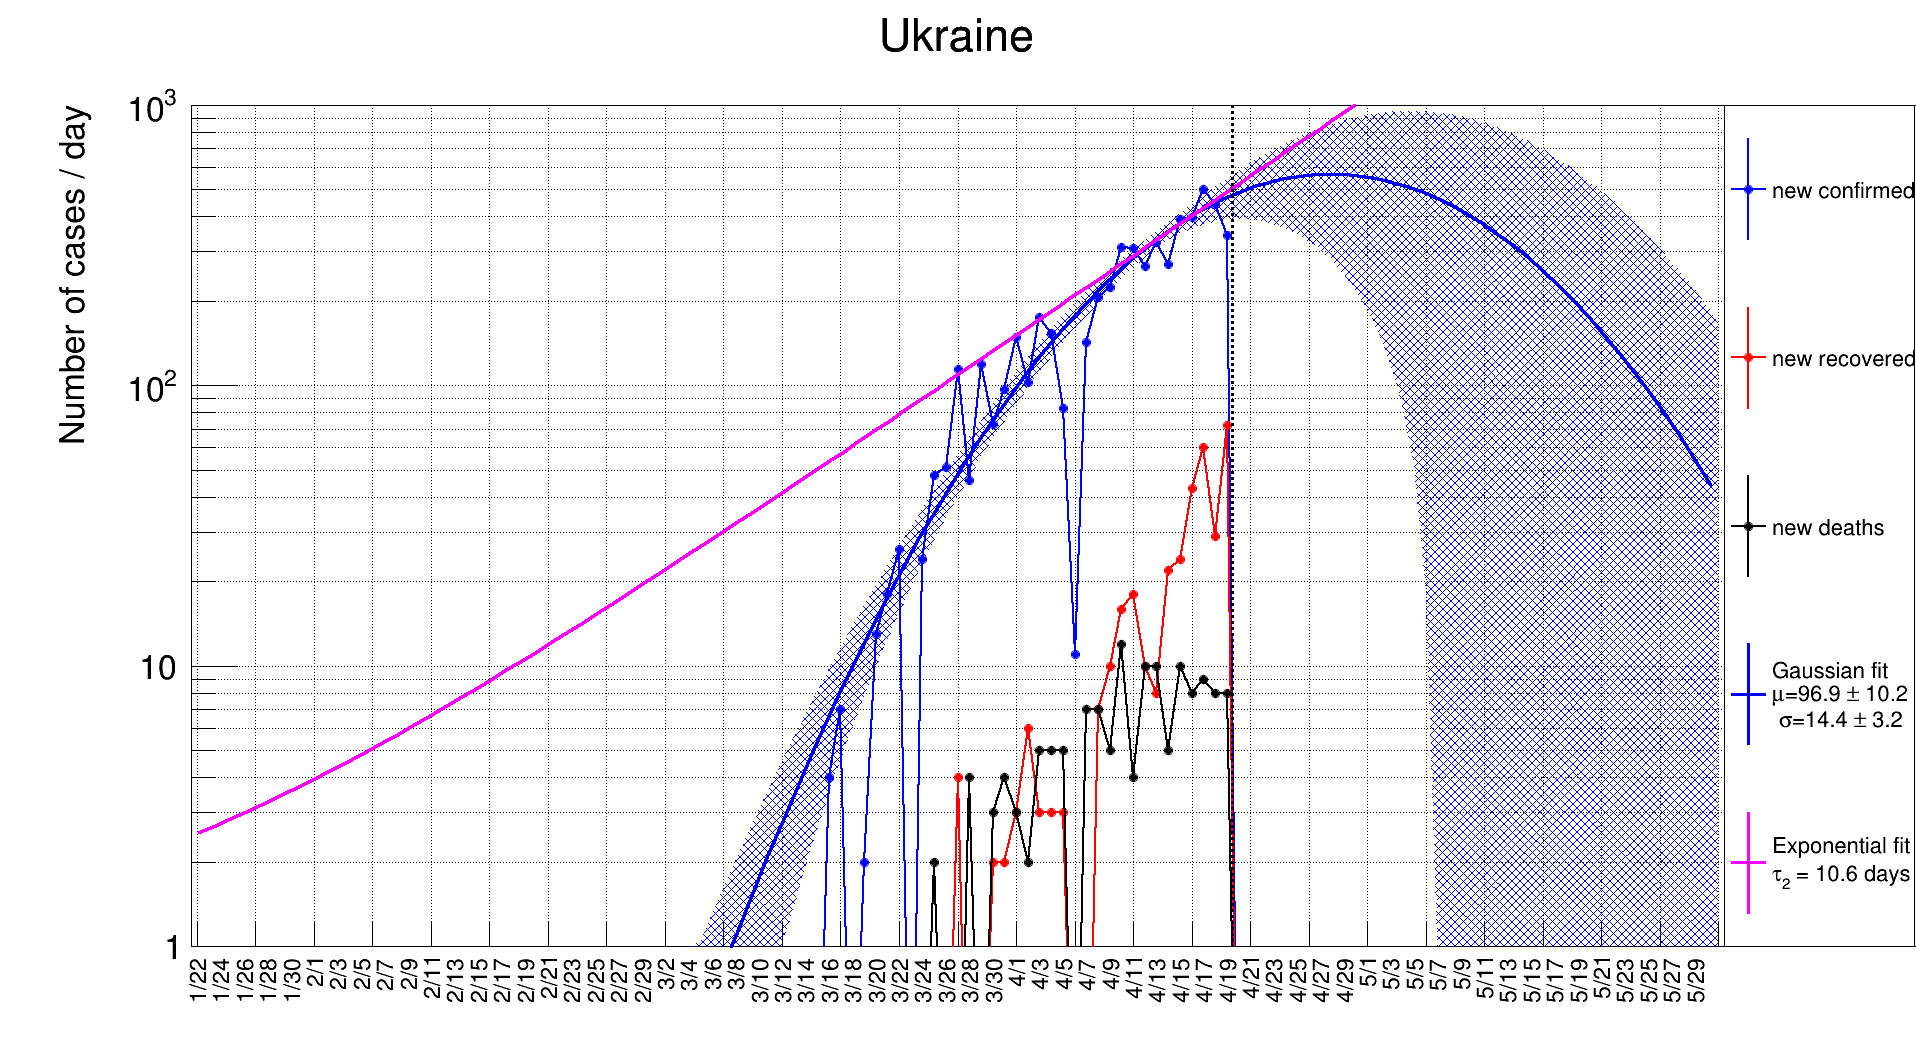 Ukraine
Number of cases / day
10³
10²
10
1
1/22 1/24 1/26 1/28 1/30 2/1 2/3 2/5 2/7 2/9 2/11 2/13 2/15 2/17 2/19 2/21 2/23 2/25 2/27 2/29 3/2 3/4 3/6 3/8 3/10 3/12 3/14 3/16 3/18 3/20 3/22 3/24 3/26 3/28 3/30 4/1 4/3 4/5 4/7 4/9 4/11 4/13 4/15 4/17 4/19 4/21 4/23 4/25 4/27 4/29 5/1 5/3 5/5 5/7 5/9 5/11 5/13 5/15 5/17 5/19 5/21 5/23 5/25 5/27 5/29
new confirmed
new recovered
new deaths
Gaussian fit
μ=96.9 ± 10.2
σ=14.4 ± 3.2
Exponential fit
τ₂ = 10.6 days